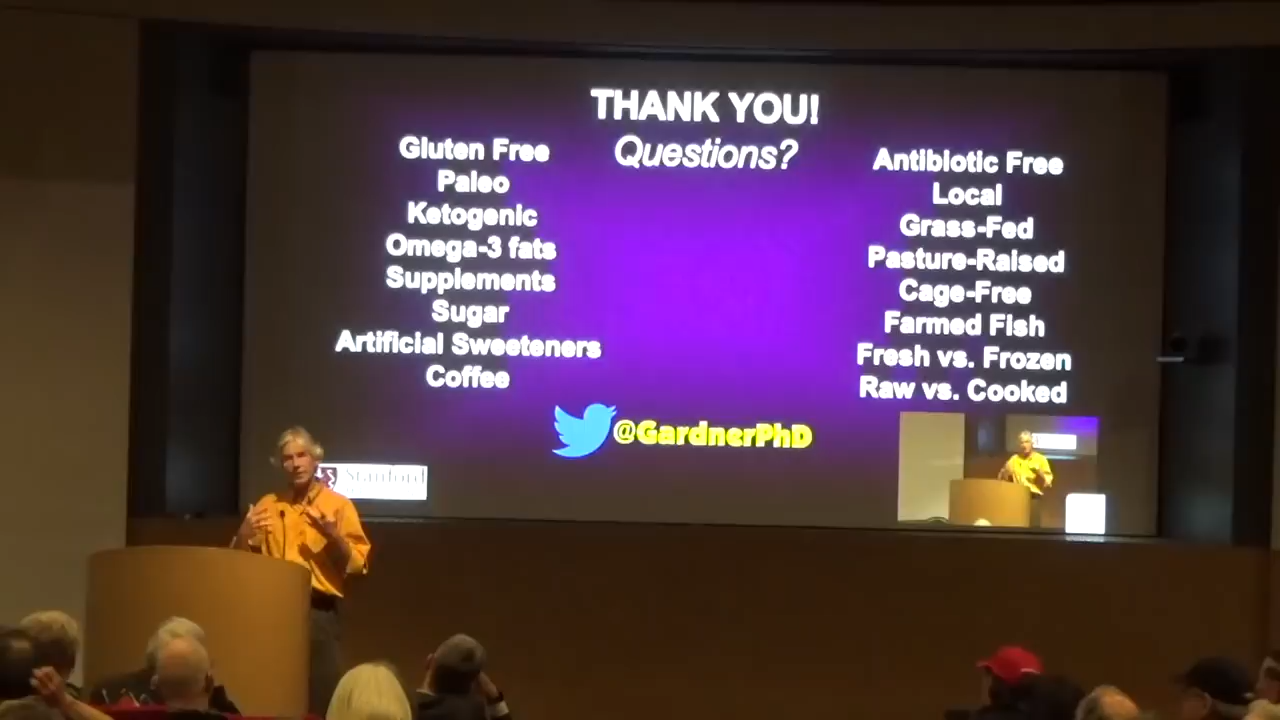 THANK YOU!
Questions?
Gluten Free
Paleo
Ketogenic
Omega-3 fats
Supplements
Sugar
Artificial Sweeteners
Coffee
Antibiotic Free
Local
Grass-Fed
Pasture-Raised
Cage-Free
Farmed Fish
Fresh vs. Frozen
Raw vs. Cooked
@GardnerPhD
Stanford